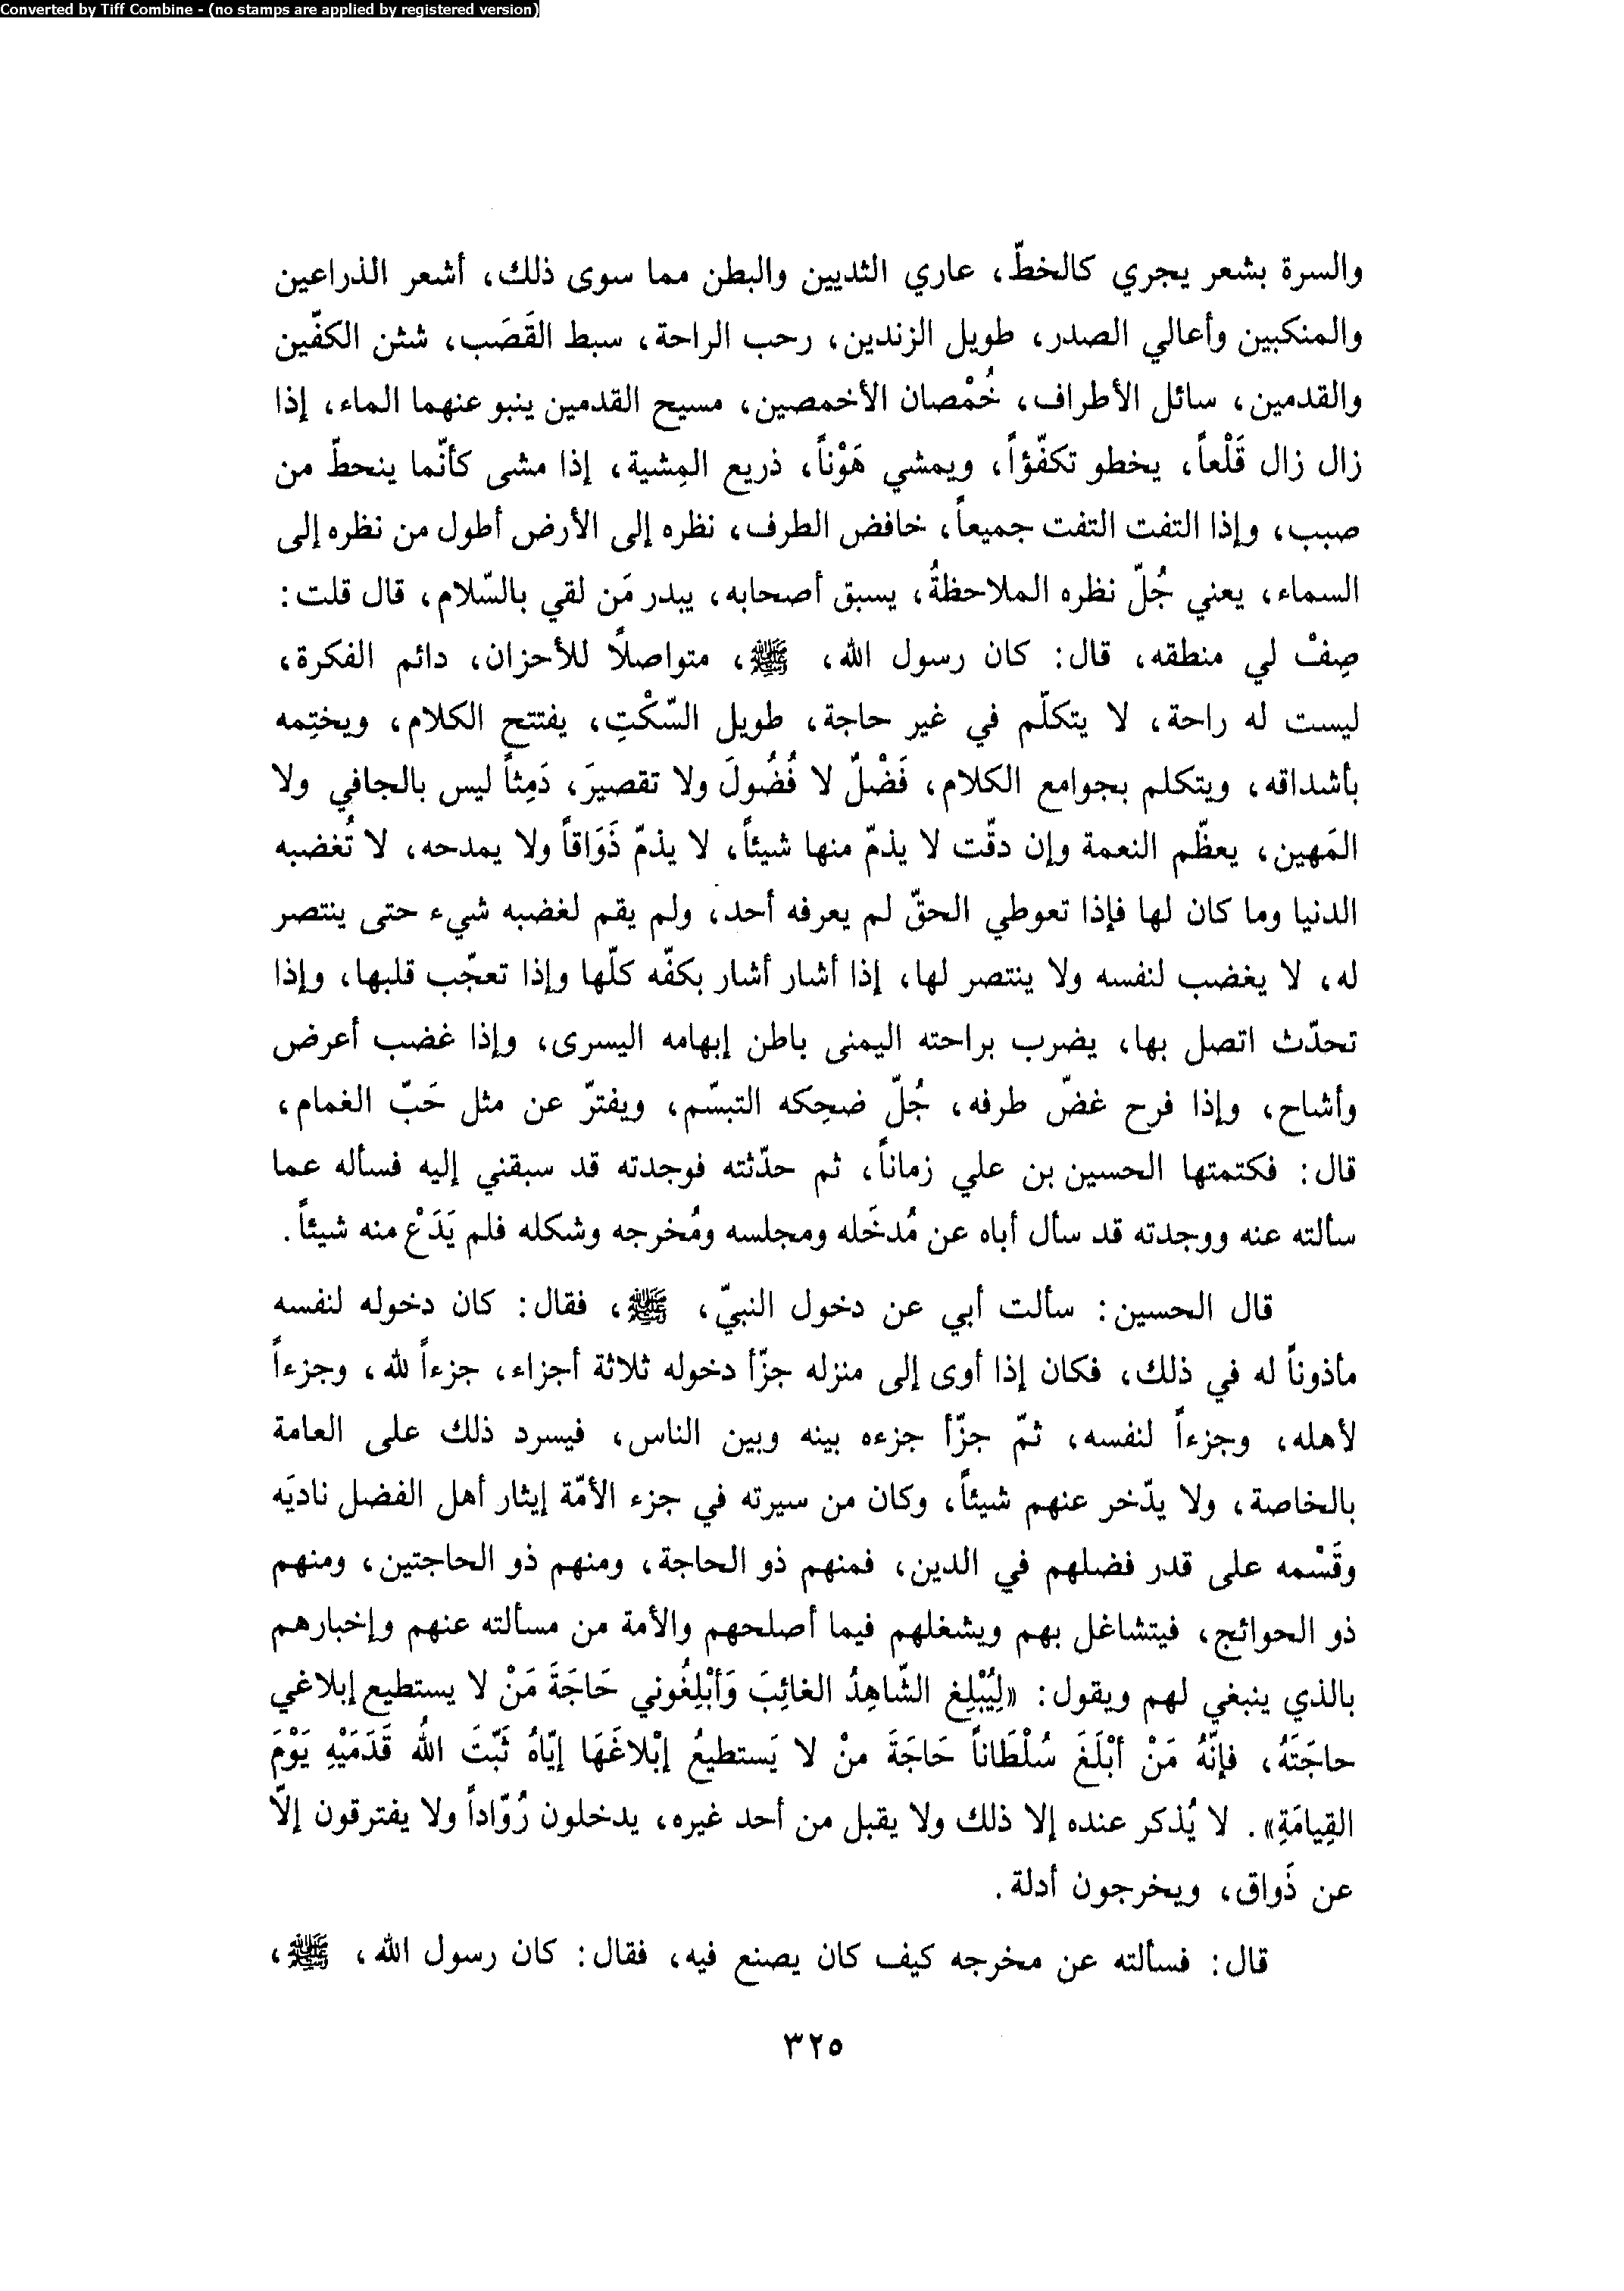 Converted by Tiff Combine - (no stamps are applied by registered version)
والسرة بشعر يجري كالخطّ، عاري الثديين والبطن مما سوى ذلك، أشعر الذراعين
والمنكبين وأعالي الصدر، طويل الزندين، رحب الراحة، سبط القَصَب، شثن الكفّين
والقدمين، سائل الأطراف، خُمْصان الأخمصين، مسيح القدمين ينبو عنهما الماء، إذا
زال زال قَلْعاً، يخطو تكفّؤاً، ويمشي هَوْناً، ذريع المِشية، إذا مشى كأنّما ينحطّ من
صبب، وإذا التفت التفت جميعاً، خافض الطرف، نظره إلى الأرض أطول من نظره إلى
السماء، يعني جُلّ نظره الملاحظةُ، يسبق أصحابه، يبدر مَن لقي بالسّلام، قال قلت:
صِفْ لي منطقه، قال: كان رسول الله، ﷺ، متواصلاً للأحزان، دائم الفكرة،
ليست له راحة، لا يتكلّم في غير حاجة، طويل السّكْتِ، يفتتح الكلام، ويختِمه
بأشداقه، ويتكلم بجوامع الكلام، فَضْلٌ لا فُضُولَ ولا تقصيرَ، دَمِثاً ليس بالجافي ولا
المَهين، يعظّم النعمة وإن دقّت لا يذمّ منها شيئاً، لا يذمّ ذَوَاقاً ولا يمدحه، لا تُغضبه
الدنيا وما كان لها فإذا تعوطي الحقّ لم يعرفه أحد، ولم يقم لغضبه شيء حتى ينتصر
له، لا يغضب لنفسه ولا ينتصر لها، إذا أشار أشار بكفّه كلّها وإذا تعجّب قلبها، وإذا
تحدّث اتصل بها، يضرب براحته اليمنى باطن إبهامه اليسرى، وإذا غضب أعرض
وأشاح، وإذا فرح غضّ طرفه، جُلّ ضحِكه التبسّم، ويفترّ عن مثل حَبّ الغمام،
قال: فكتمتها الحسين بن علي زماناً، ثم حدّثته فوجدته قد سبقني إليه فسأله عما
سألته عنه ووجدته قد سأل أباه عن مُدخَله ومجلسه ومُخرجه وشكله فلم يَدَعْ منه شيئاً.
قال الحسين: سألت أبي عن دخول النبيّ، ﷺ، فقال: كان دخوله لنفسه
مأذوناً له في ذلك، فكان إذا أوى إلى منزله جزّأ دخوله ثلاثة أجزاء، جزءاً لله، وجزءاً
لأهله، وجزءاً لنفسه، ثمّ جزّأ جزءه بينه وبين الناس، فيسرد ذلك على العامة
بالخاصة، ولا يدّخر عنهم شيئاً، وكان من سيرته في جزء الأمّة إيثار أهل الفضل ناديَه
وقَسْمه على قدر فضلهم في الدين، فمنهم ذو الحاجة، ومنهم ذو الحاجتين، ومنهم
ذو الحوائج، فيتشاغل بهم ويشغلهم فيما أصلحهم والأمة من مسألته عنهم وإخبارهم
بالذي ينبغي لهم ويقول: «لِيُبْلِغ الشّاهِدُ الغائِبَ وَأبْلِغُوني حَاجَةَ مَنْ لا يستطيع إبلاغي
حاجَتَهُ، فإنّهُ مَنْ أبْلَغَ سُلْطَاناً حَاجَةَ منْ لا يَستطيعُ إبْلاغَهَا إيّاهُ ثَبّتَ اللهُ قَدَمَيْهِ يَوْمَ
القِيامَةِ». لا يُذكر عنده إلا ذلك ولا يقبل من أحد غيره، يدخلون رُوّاداً ولا يفترقون إلّا
عن ذَواق، ويخرجون أدلة.
قال: فسألته عن مخرجه كيف كان يصنع فيه، فقال: كان رسول الله، ﷺ،
٣٢٥